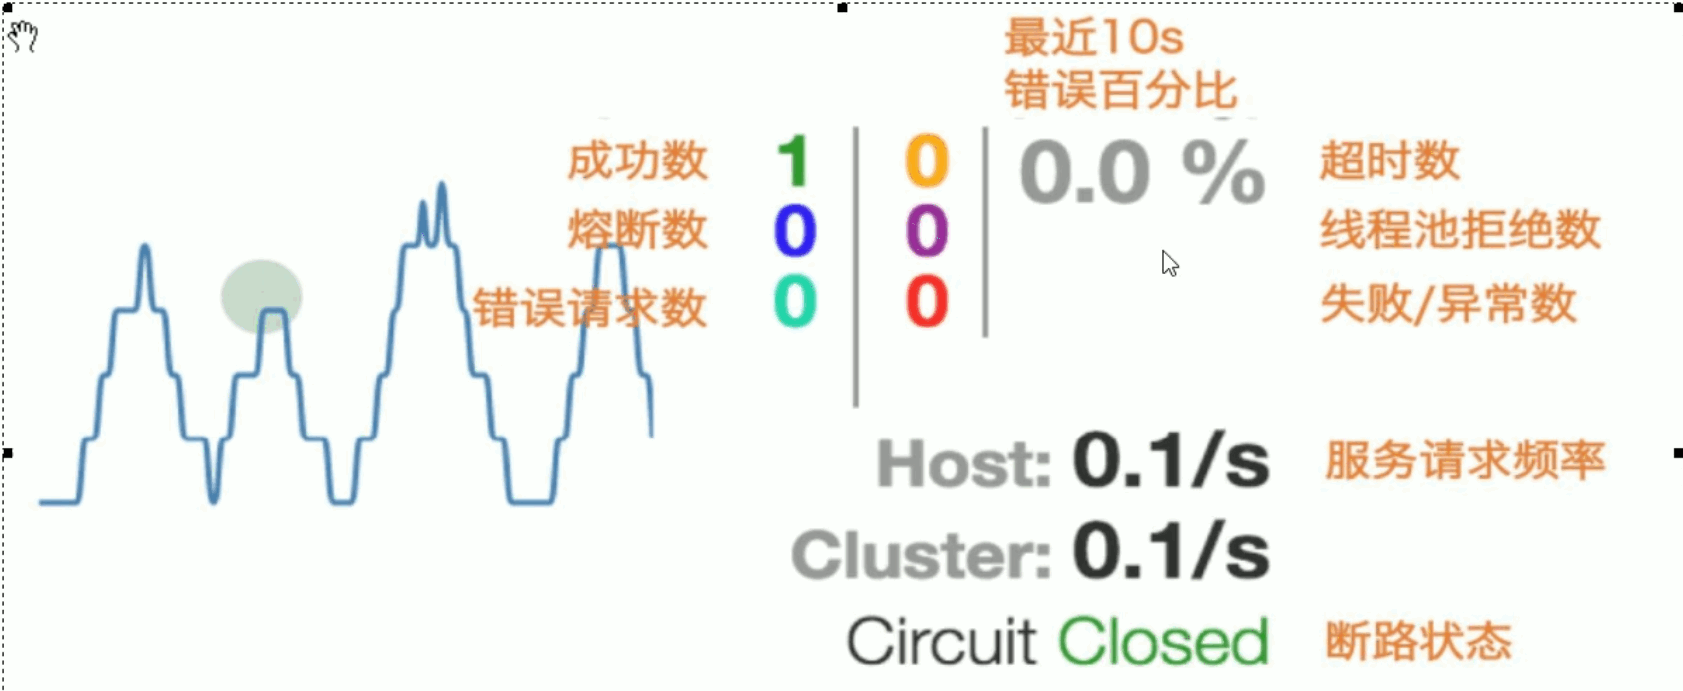 最近10s
错误百分比
成功数 1 0 0.0 % 超时数
熔断数 0 0 线程池拒绝数
错误请求数 0 0 失败/异常数
Host: 0.1/s 服务请求频率
Cluster: 0.1/s
Circuit Closed 断路状态